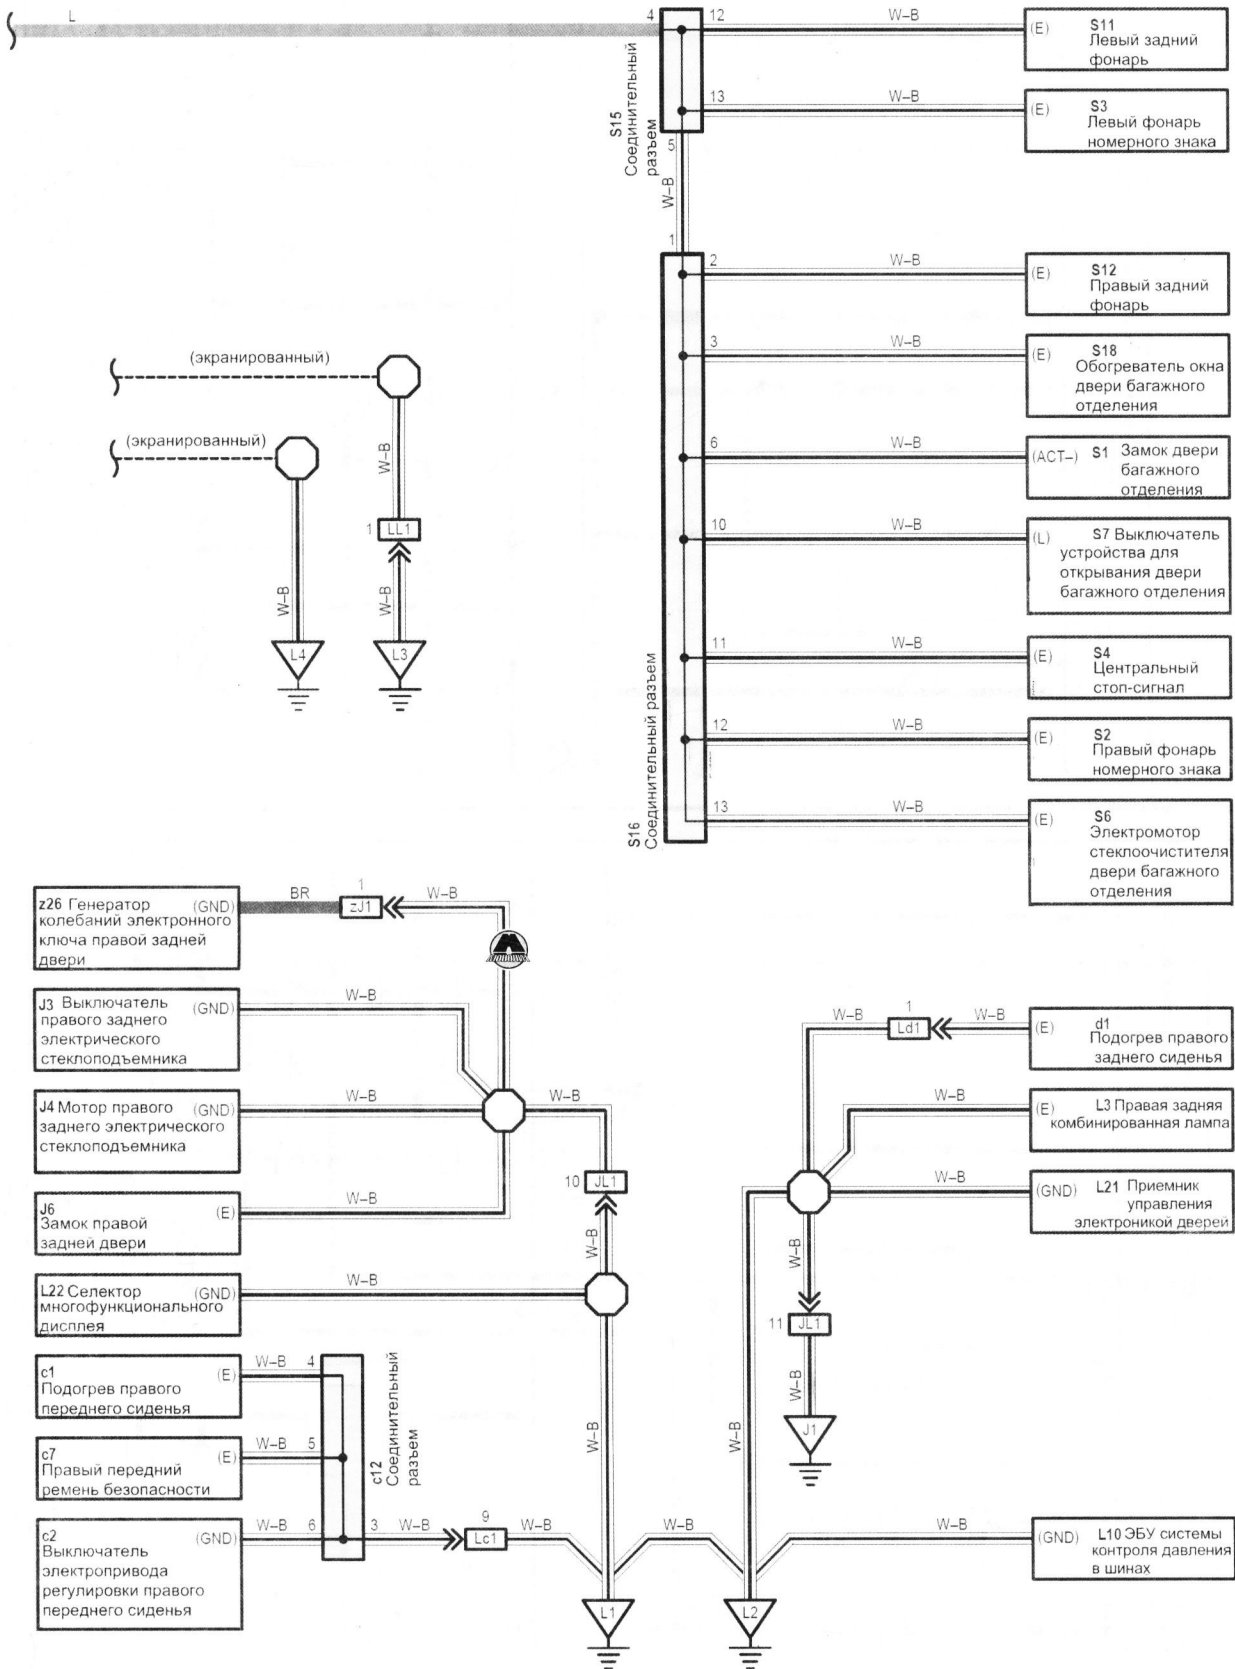 L
4
12
W–B
(E)
S11
Левый задний
фонарь
13
W–B
(E)
S3
Левый фонарь
номерного знака
S15
Соединительный
разъем
5
W–B
1
2
W–B
(E)
S12
Правый задний
фонарь
3
W–B
(E)
S18
Обогреватель окна
двери багажного
отделения
6
W–B
(ACT–)
S1 Замок двери
багажного
отделения
10
W–B
(L)
S7 Выключатель
устройства для
открывания двери
багажного отделения
11
W–B
(E)
S4
Центральный
стоп-сигнал
12
W–B
(E)
S2
Правый фонарь
номерного знака
13
W–B
(E)
S6
Электромотор
стеклоочистителя
двери багажного
отделения
S16
Соединительный разъем
(экранированный)
(экранированный)
W–B
1
LL1
W–B
W–B
L4
L3
z26 Генератор (GND)
колебаний электронного
ключа правой задней
двери
BR
1
zJ1
W–B
J3 Выключатель (GND)
правого заднего
электрического
стеклоподъемника
W–B
J4 Мотор правого (GND)
заднего электрического
стеклоподъемника
W–B
W–B
10
JL1
W–B
J6 (E)
Замок правой
задней двери
W–B
L22 Селектор (GND)
многофункционального
дисплея
W–B
c1 (E)
Подогрев правого
переднего сиденья
W–B
4
c7 (E)
Правый передний
ремень безопасности
W–B
5
c2 (GND)
Выключатель
электропривода
регулировки правого
переднего сиденья
W–B
6
c12
Соединительный
разъем
3
W–B
9
Lc1
W–B
W–B
L1
W–B
W–B
L2
W–B
1
Ld1
W–B
(E)
d1
Подогрев правого
заднего сиденья
W–B
(E)
L3 Правая задняя
комбинированная лампа
W–B
(GND)
L21 Приемник
управления
электроникой дверей
W–B
11
JL1
W–B
J1
W–B
(GND)
L10 ЭБУ системы
контроля давления
в шинах